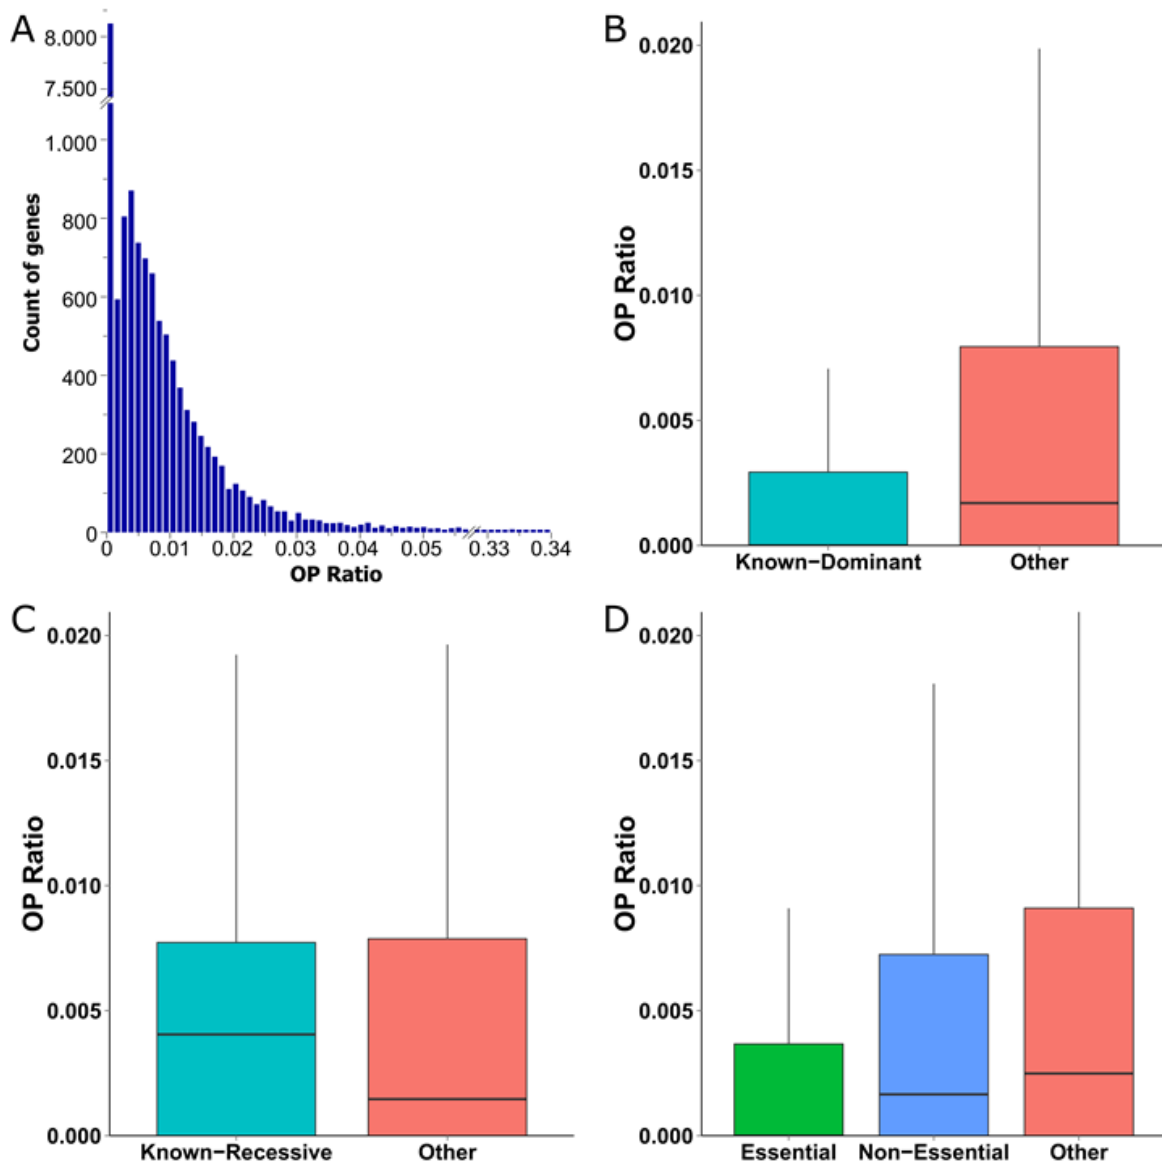 A
8.000
7.500
1.000
800
600
400
200
0
Count of genes
0 0.01 0.02 0.03 0.04 0.05 0.33 0.34
OP Ratio
B
0.020
0.015
0.010
0.005
0.000
OP Ratio
Known−Dominant Other
C
0.020
0.015
0.010
0.005
0.000
OP Ratio
Known−Recessive Other
D
0.020
0.015
0.010
0.005
0.000
OP Ratio
Essential Non−Essential Other